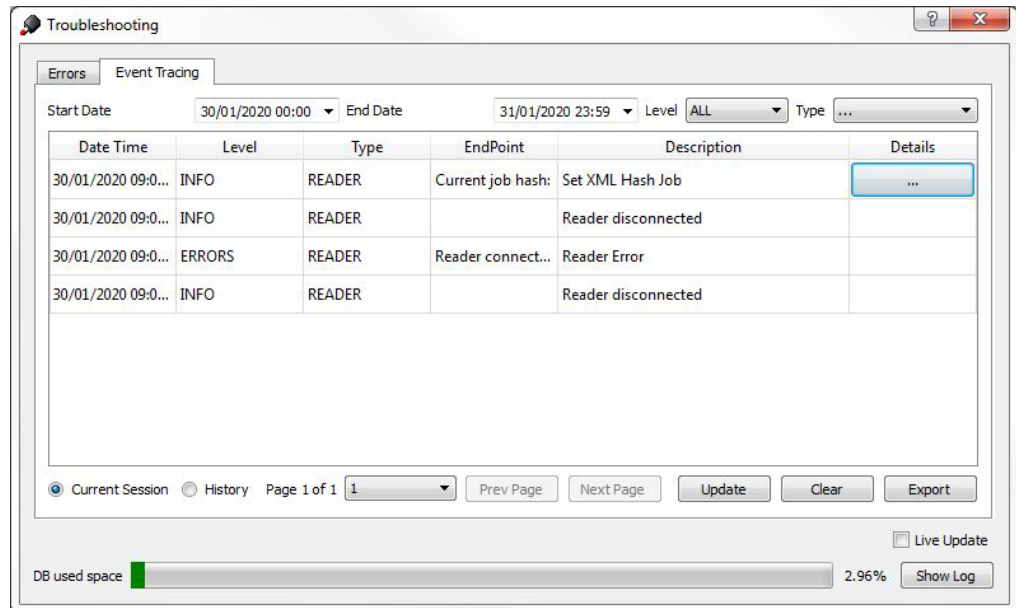 Troubleshooting
Errors Event Tracing
Start Date 30/01/2020 00:00 End Date 31/01/2020 23:59 Level ALL Type ...
Date Time Level Type EndPoint Description Details
30/01/2020 09:0... INFO READER Current job hash: Set XML Hash Job ...
30/01/2020 09:0... INFO READER Reader disconnected
30/01/2020 09:0... ERRORS READER Reader connect... Reader Error
30/01/2020 09:0... INFO READER Reader disconnected
Current Session History Page 1 of 1 1 Prev Page Next Page Update Clear Export
Live Update
DB used space 2.96% Show Log